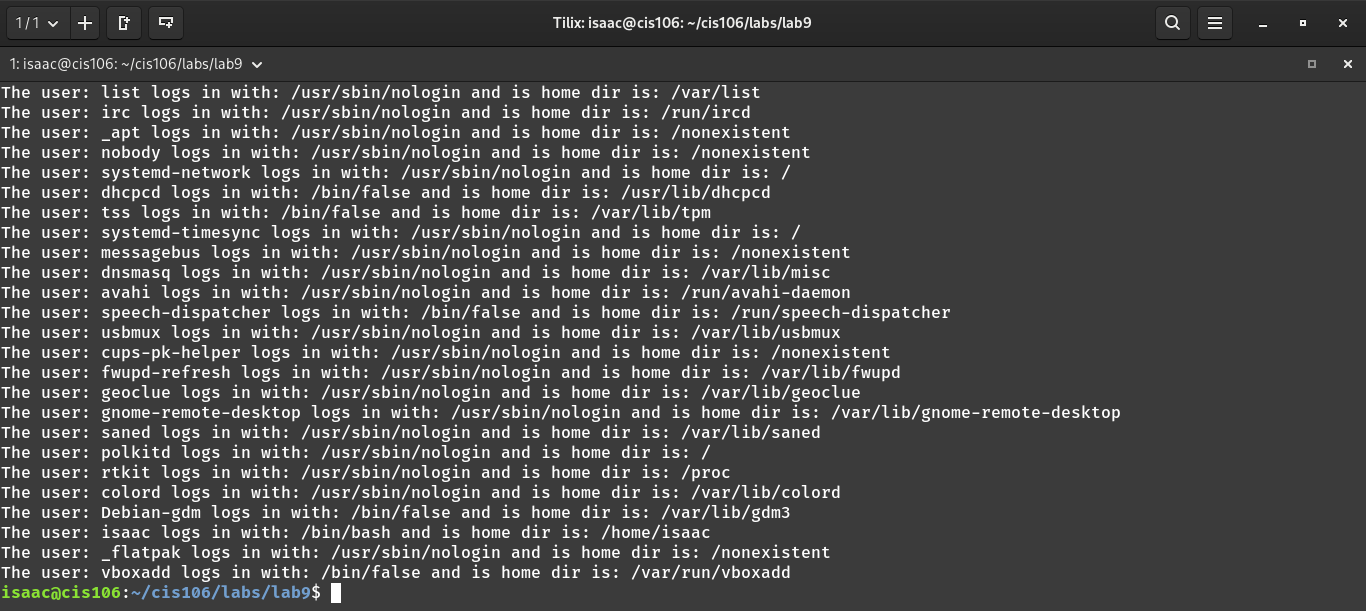 1 / 1
Tilix: isaac@cis106: ~/cis106/labs/lab9
1: isaac@cis106: ~/cis106/labs/lab9
The user: list logs in with: /usr/sbin/nologin and is home dir is: /var/list
The user: irc logs in with: /usr/sbin/nologin and is home dir is: /run/ircd
The user: _apt logs in with: /usr/sbin/nologin and is home dir is: /nonexistent
The user: nobody logs in with: /usr/sbin/nologin and is home dir is: /nonexistent
The user: systemd-network logs in with: /usr/sbin/nologin and is home dir is: /
The user: dhcpcd logs in with: /bin/false and is home dir is: /usr/lib/dhcpcd
The user: tss logs in with: /bin/false and is home dir is: /var/lib/tpm
The user: systemd-timesync logs in with: /usr/sbin/nologin and is home dir is: /
The user: messagebus logs in with: /usr/sbin/nologin and is home dir is: /nonexistent
The user: dnsmasq logs in with: /usr/sbin/nologin and is home dir is: /var/lib/misc
The user: avahi logs in with: /usr/sbin/nologin and is home dir is: /run/avahi-daemon
The user: speech-dispatcher logs in with: /bin/false and is home dir is: /run/speech-dispatcher
The user: usbmux logs in with: /usr/sbin/nologin and is home dir is: /var/lib/usbmux
The user: cups-pk-helper logs in with: /usr/sbin/nologin and is home dir is: /nonexistent
The user: fwupd-refresh logs in with: /usr/sbin/nologin and is home dir is: /var/lib/fwupd
The user: geoclue logs in with: /usr/sbin/nologin and is home dir is: /var/lib/geoclue
The user: gnome-remote-desktop logs in with: /usr/sbin/nologin and is home dir is: /var/lib/gnome-remote-desktop
The user: saned logs in with: /usr/sbin/nologin and is home dir is: /var/lib/saned
The user: polkitd logs in with: /usr/sbin/nologin and is home dir is: /
The user: rtkit logs in with: /usr/sbin/nologin and is home dir is: /proc
The user: colord logs in with: /usr/sbin/nologin and is home dir is: /var/lib/colord
The user: Debian-gdm logs in with: /bin/false and is home dir is: /var/lib/gdm3
The user: isaac logs in with: /bin/bash and is home dir is: /home/isaac
The user: _flatpak logs in with: /usr/sbin/nologin and is home dir is: /nonexistent
The user: vboxadd logs in with: /bin/false and is home dir is: /var/run/vboxadd
isaac@cis106:~/cis106/labs/lab9$